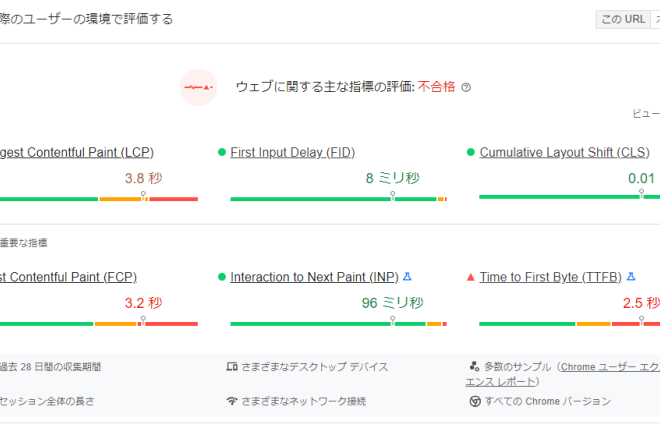 際のユーザーの環境で評価する
この URL
ウェブに関する主な指標の評価: 不合格
ビュー
gest Contentful Paint (LCP)
3.8 秒
First Input Delay (FID)
8 ミリ秒
Cumulative Layout Shift (CLS)
0.01
重要な指標
st Contentful Paint (FCP)
3.2 秒
Interaction to Next Paint (INP)
96 ミリ秒
Time to First Byte (TTFB)
2.5 秒
過去 28 日間の収集期間
さまざまなデスクトップ デバイス
多数のサンプル（Chrome ユーザー エク
エンス レポート）
セッション全体の長さ
さまざまなネットワーク接続
すべての Chrome バージョン